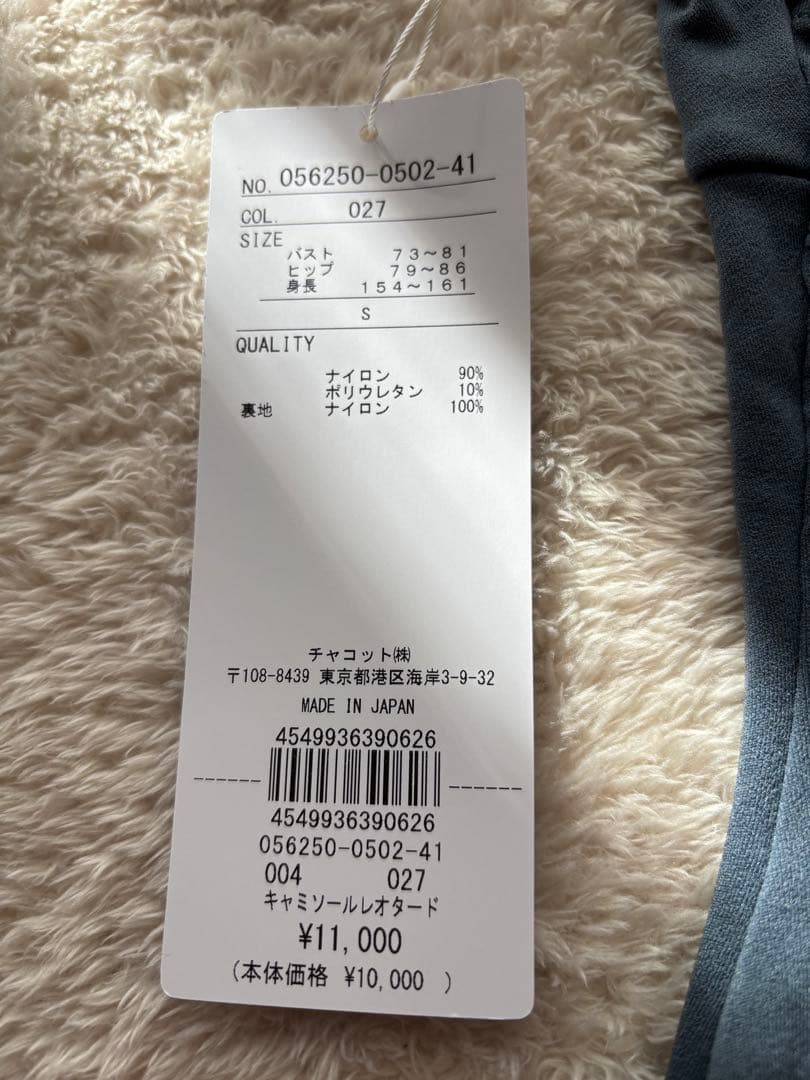 NO. 056250-0502-41
COL. 027
SIZE
バスト 73～81
ヒップ 79～86
身長 154～161
S
QUALITY
ナイロン 90%
ポリウレタン 10%
裏地 ナイロン 100%
チャコット㈱
〒108-8439 東京都港区海岸3-9-32
MADE IN JAPAN
4549936390626
4549936390626
056250-0502-41
004 027
キャミソールレオタード
¥11,000
(本体価格 ¥10,000 )